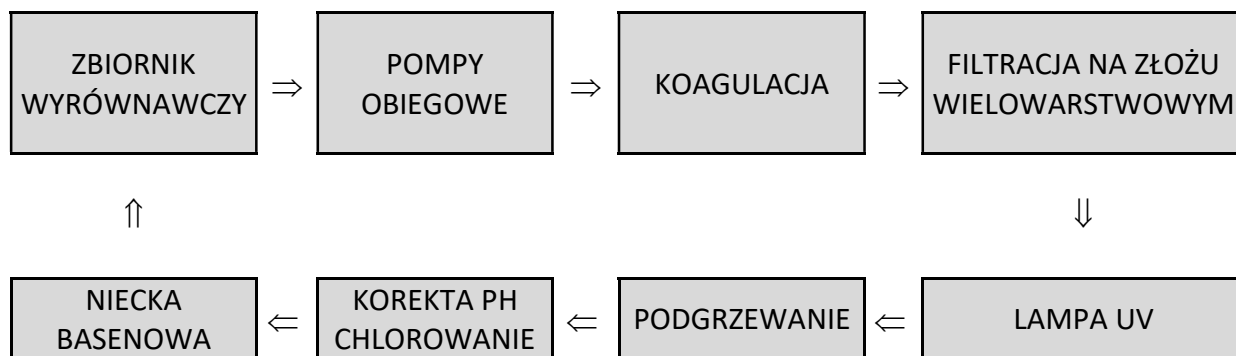 ZBIORNIK
WYRÓWNAWCZY
⇒
POMPY
OBIEGOWE
⇒
KOAGULACJA
⇒
FILTRACJA NA ZŁOŻU
WIELOWARSTWOWYM
⇑
⇓
NIECKA
BASENOWA
⇐
KOREKTA PH
CHLOROWANIE
⇐
PODGRZEWANIE
⇐
LAMPA UV